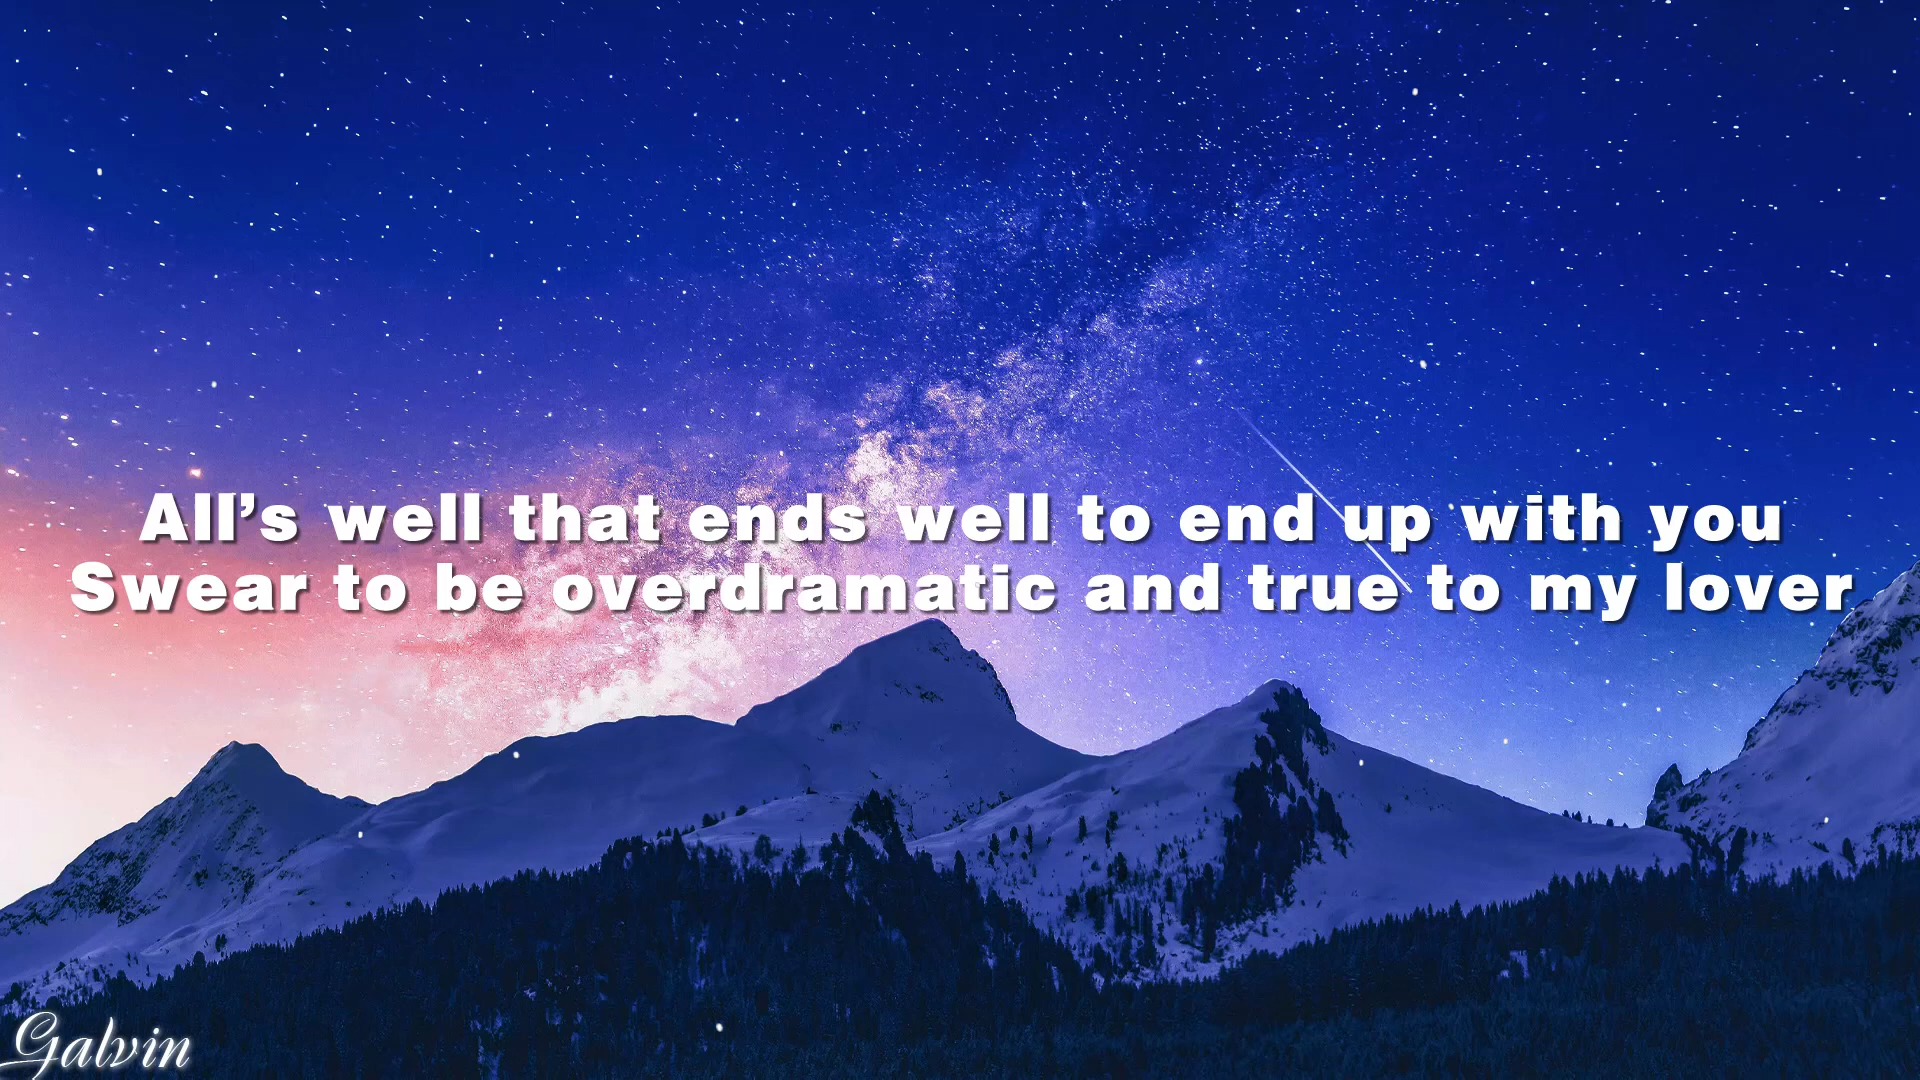 All’s well that ends well to end up with you
Swear to be overdramatic and true to my lover
Galvin